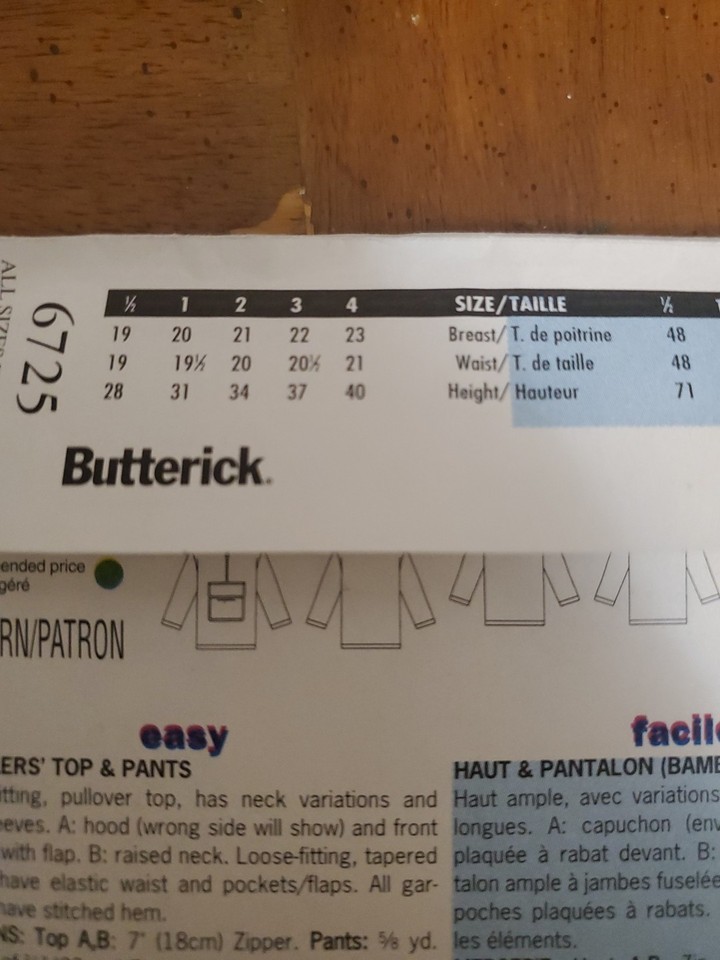 ALL SIZES
6725
½ 1 2 3 4 SIZE/TAILLE ½ 1
19 20 21 22 23 Breast/T. de poitrine 48
19 19½ 20 20½ 21 Waist/T. de taille 48
28 31 34 37 40 Height/Hauteur 71
Butterick®
ended price
géré
RN/PATRON
easy
ERS' TOP & PANTS
itting, pullover top, has neck variations and
eeves. A: hood (wrong side will show) and front
with flap. B: raised neck. Loose-fitting, tapered
have elastic waist and pockets/flaps. All gar-
have stitched hem.
NS: Top A,B: 7" (18cm) Zipper. Pants: ⅝ yd.
facile
HAUT & PANTALON (BAMB
Haut ample, avec variations
longues. A: capuchon (env
plaquée à rabat devant. B:
talon ample à jambes fuselée
poches plaquées à rabats.
les éléments.